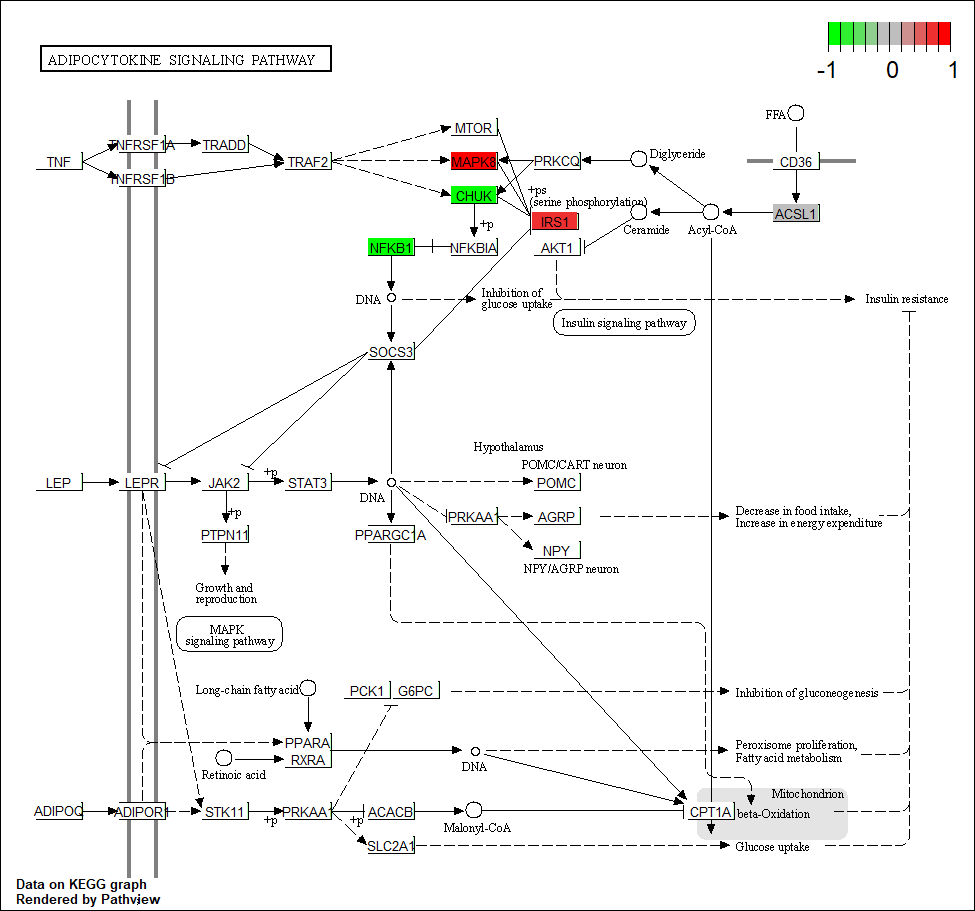 ADIPOCYTOKINE SIGNALING PATHWAY
-1 0 1
FFA
MTOR
TNF
TNFRSF1A
TRADD
TNFRSF1B
TRAF2
MAPK8
PRKCQ
Diglyceride
CD36
CHUK
+ps
(serine phosphorylation)
IRS1
Ceramide
Acyl-CoA
ACSL1
+p
NFKB1
NFKBIA
AKT1
DNA
Inhibition of
glucose uptake
Insulin resistance
Insulin signaling pathway
SOCS3
Hypothalamus
POMC/CART neuron
LEP
LEPR
JAK2
+p
STAT3
DNA
POMC
+p
PTPN11
PPARGC1A
PRKAA1
AGRP
Decrease in food intake,
Increase in energy expenditure
NPY
NPY/AGRP neuron
Growth and
reproduction
MAPK
signaling pathway
Long-chain fatty acid
PCK1
G6PC
Inhibition of gluconeogenesis
PPARA
RXRA
Retinoic acid
DNA
Peroxisome proliferation,
Fatty acid metabolism
Mitochondrion
ADIPOQ
ADIPOR1
STK11
+p
PRKAA1
+p
ACACB
Malonyl-CoA
CPT1A
beta-Oxidation
SLC2A1
Glucose uptake
Data on KEGG graph
Rendered by Pathview